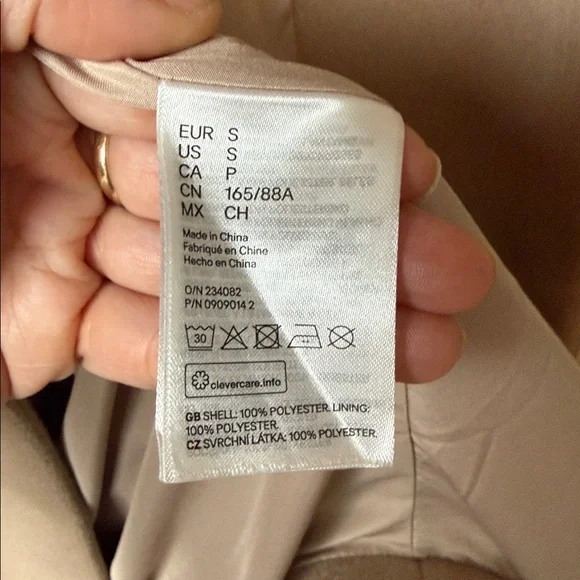 EUR S
US S
CA P
CN 165/88A
MX CH
Made in China
Fabriqué en Chine
Hecho en China
O/N 234082
P/N 0909014 2
30
clevercare.info
GB SHELL: 100% POLYESTER. LINING:
100% POLYESTER.
CZ SVRCHNÍ LÁTKA: 100% POLYESTER.